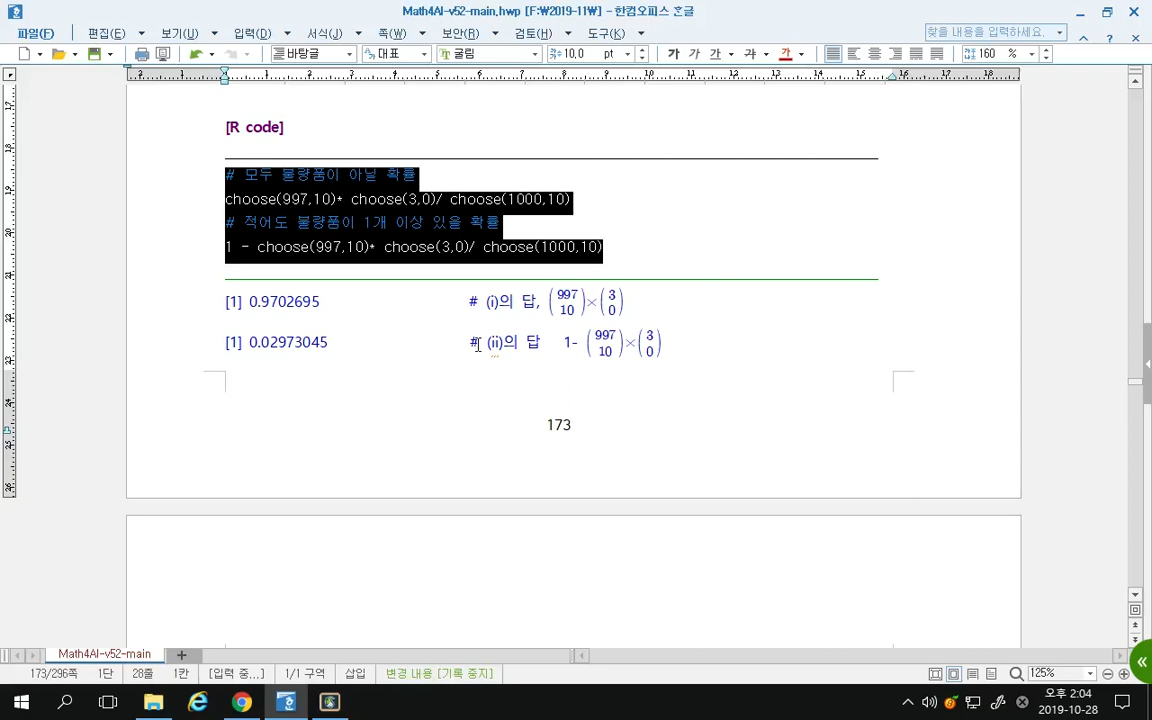 Math4AI-v52-main.hwp [F:₩2019-11₩] - 한컴오피스 한글
파일(F) 편집(E) 보기(U) 입력(D) 서식(J) 쪽(W) 보안(R) 검토(H) 도구(K) 찾을 내용을 입력하세요.
바탕글 대표 굴림 10.0 pt 가 가 가 가 가 160 %
[R code]
# 모두 불량품이 아닐 확률
choose(997,10)* choose(3,0)/ choose(1000,10)
# 적어도 불량품이 1개 이상 있을 확률
1 - choose(997,10)* choose(3,0)/ choose(1000,10)
[1] 0.9702695 # (i)의 답, (997 10)×(3 0)
[1] 0.02973045 # (ii)의 답 1- (997 10)×(3 0)
173
Math4AI-v52-main
173/296쪽 1단 28줄 1칸 [입력 중...] 1/1 구역 삽입 변경 내용 [기록 중지] 125%
오후 2:04
2019-10-28